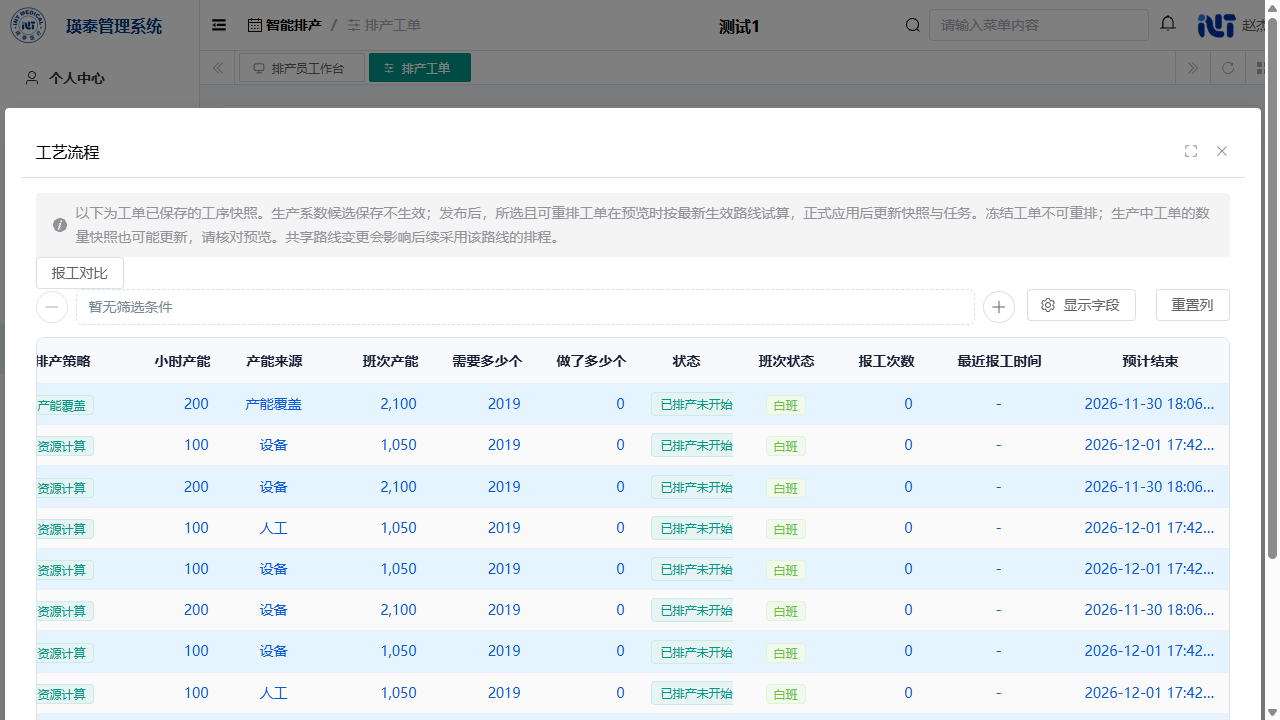 瑛泰管理系统
智能排产 / 排产工单
测试1
请输入菜单内容
个人中心
排产员工作台
排产工单
工艺流程
以下为工单已保存的工序快照。生产系数候选保存不生效；发布后，所选且可重排工单在预览时按最新生效路线试算，正式应用后更新快照与任务。冻结工单不可重排；生产中工单的数
量快照也可能更新，请核对预览。共享路线变更会影响后续采用该路线的排程。
报工对比
暂无筛选条件
显示字段
重置列
排产策略 小时产能 产能来源 班次产能 需要多少个 做了多少个 状态 班次状态 报工次数 最近报工时间 预计结束
产能覆盖 200 产能覆盖 2,100 2019 0 已排产未开始 白班 0 - 2026-11-30 18:06...
资源计算 100 设备 1,050 2019 0 已排产未开始 白班 0 - 2026-12-01 17:42...
资源计算 200 设备 2,100 2019 0 已排产未开始 白班 0 - 2026-11-30 18:06...
资源计算 100 人工 1,050 2019 0 已排产未开始 白班 0 - 2026-12-01 17:42...
资源计算 100 设备 1,050 2019 0 已排产未开始 白班 0 - 2026-12-01 17:42...
资源计算 200 设备 2,100 2019 0 已排产未开始 白班 0 - 2026-11-30 18:06...
资源计算 100 设备 1,050 2019 0 已排产未开始 白班 0 - 2026-12-01 17:42...
资源计算 100 人工 1,050 2019 0 已排产未开始 白班 0 - 2026-12-01 17:42...